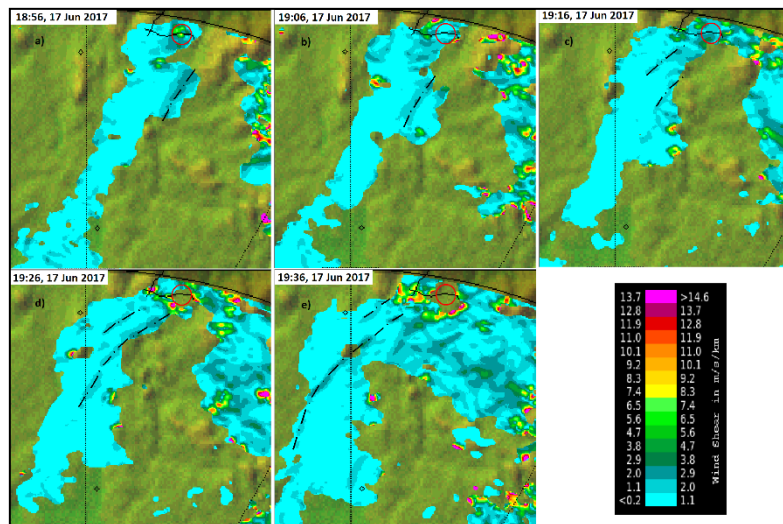 18:56, 17 Jun 2017
a)
19:06, 17 Jun 2017
b)
19:16, 17 Jun 2017
c)
19:26, 17 Jun 2017
d)
19:36, 17 Jun 2017
e)
13.7 >14.6
12.8 13.7
11.9 12.8
11.0 11.9
10.1 11.0
9.2 10.1
8.3 9.2
7.4 8.3
6.5 7.4
5.6 6.5
4.7 5.6
3.8 4.7
2.9 3.8
2.0 2.9
1.1 2.0
<0.2 1.1
Wind Shear in m/s/km